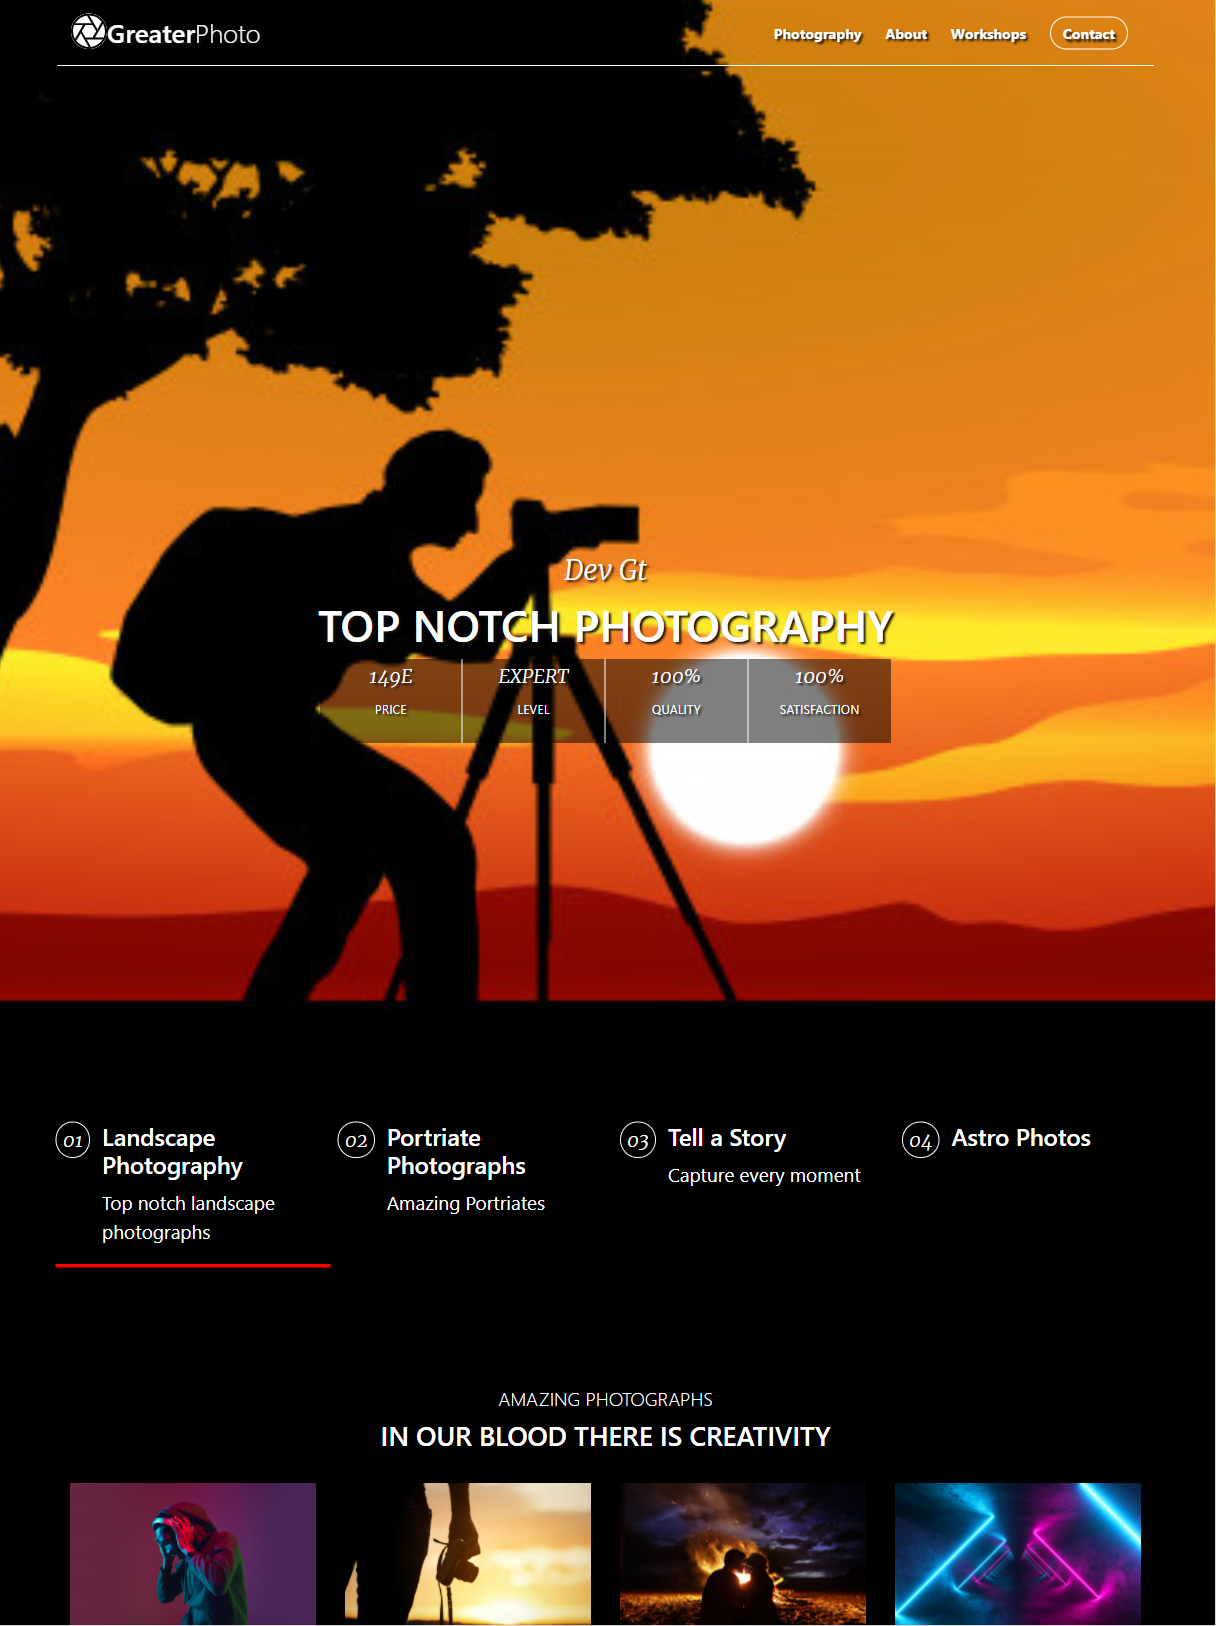 GreaterPhoto
Photography About Workshops Contact
Dev Gt
TOP NOTCH PHOTOGRAPHY
149E EXPERT 100% 100%
PRICE LEVEL QUALITY SATISFACTION
01 Landscape
Photography
Top notch landscape
photographs
02 Portriate
Photographs
Amazing Portriates
03 Tell a Story
Capture every moment
04 Astro Photos
AMAZING PHOTOGRAPHS
IN OUR BLOOD THERE IS CREATIVITY